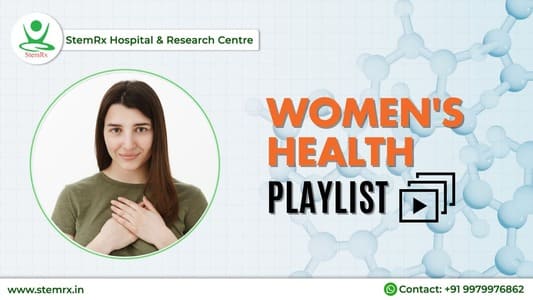 StemRx
StemRx Hospital & Research Centre
WOMEN'S
HEALTH
PLAYLIST
www.stemrx.in
Contact: +91 9979976862